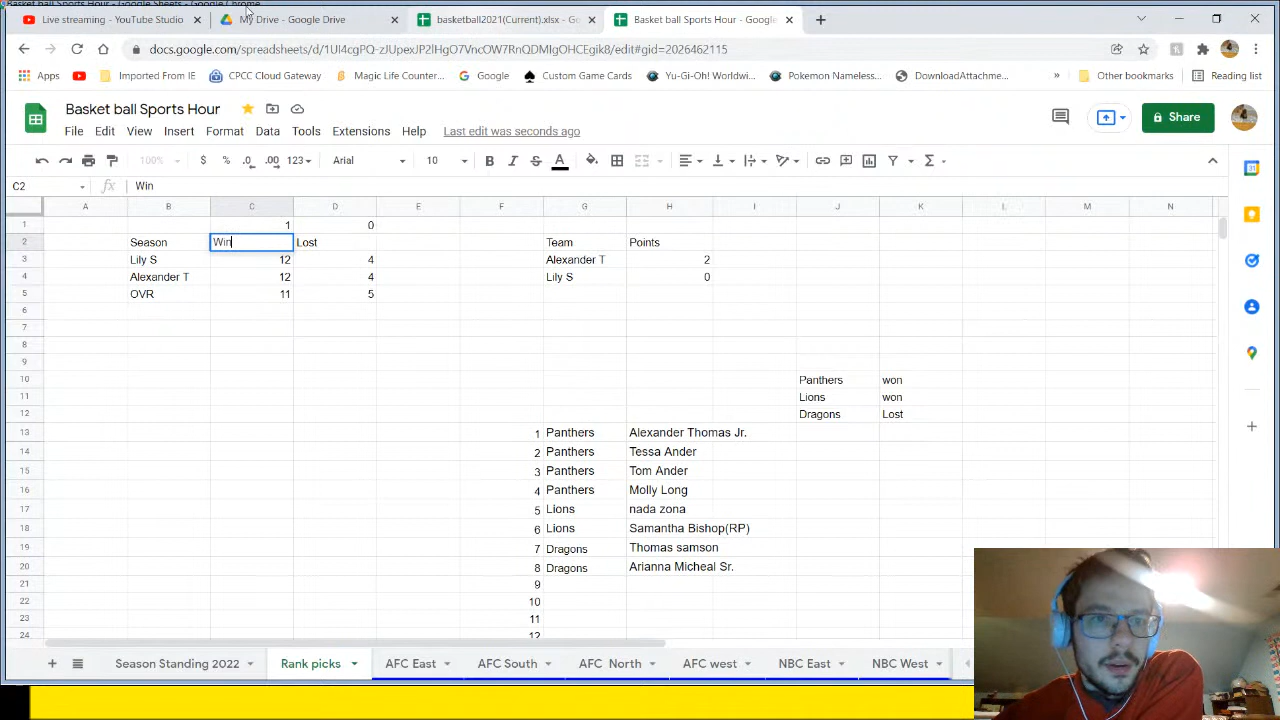 Basket ball Sports Hour - Google Sheets - Google Chrome
Live streaming - YouTube Studio
My Drive - Google Drive
basketball2021(Current).xlsx - Go
Basket ball Sports Hour - Google
docs.google.com/spreadsheets/d/1UI4cgPQ-zJUpexJP2lHgO7VncOW7RnQDMIgOHCEgik8/edit#gid=2026462115
Apps
Imported From IE
CPCC Cloud Gateway
Magic Life Counter...
Google
Custom Game Cards
Yu-Gi-Oh! Worldwi...
Pokemon Nameless...
DownloadAttachme...
»
Other bookmarks
Reading list
Basket ball Sports Hour
File Edit View Insert Format Data Tools Extensions Help Last edit was seconds ago
Share
100% $ % .0 .00 123 Arial 10 B I S A
C2 fx Win
A B C D E F G H I J K L M N
1 1 0
2 Season Win Lost Team Points
3 Lily S 12 4 Alexander T 2
4 Alexander T 12 4 Lily S 0
5 OVR 11 5
6
7
8
9
10 Panthers won
11 Lions won
12 Dragons Lost
13 1 Panthers Alexander Thomas Jr.
14 2 Panthers Tessa Ander
15 3 Panthers Tom Ander
16 4 Panthers Molly Long
17 5 Lions nada zona
18 6 Lions Samantha Bishop(RP)
19 7 Dragons Thomas samson
20 8 Dragons Arianna Micheal Sr.
21 9
22 10
23 11
24 12
Season Standing 2022 Rank picks AFC East AFC South AFC North AFC west NBC East NBC West